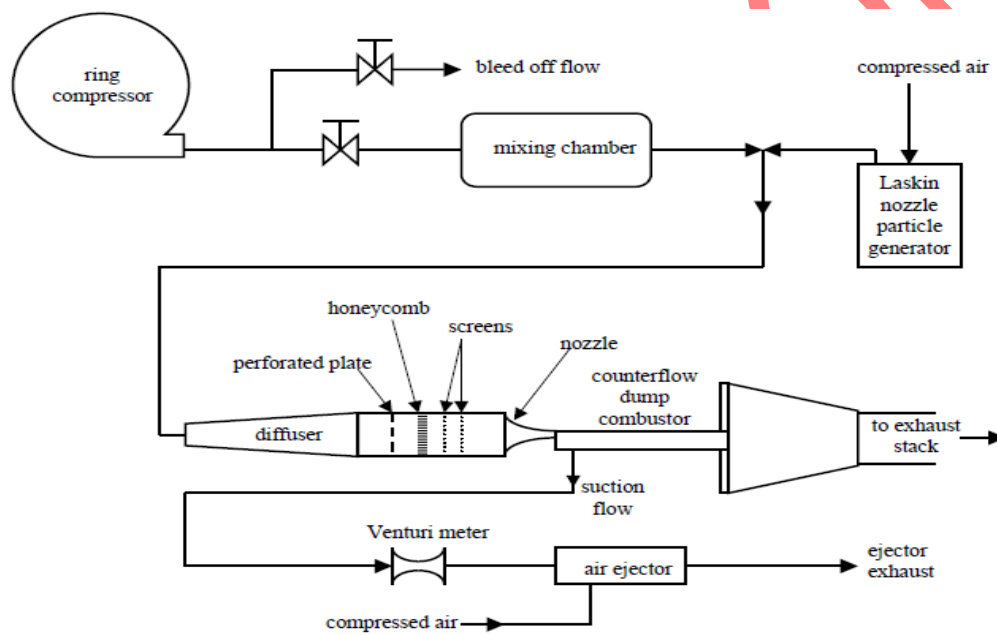 ring
compressor
bleed off flow
compressed air
mixing chamber
Laskin
nozzle
particle
generator
honeycomb
screens
nozzle
perforated plate
counterflow
dump
combustor
diffuser
to exhaust
stack
suction
flow
Venturi meter
air ejector
ejector
exhaust
compressed air